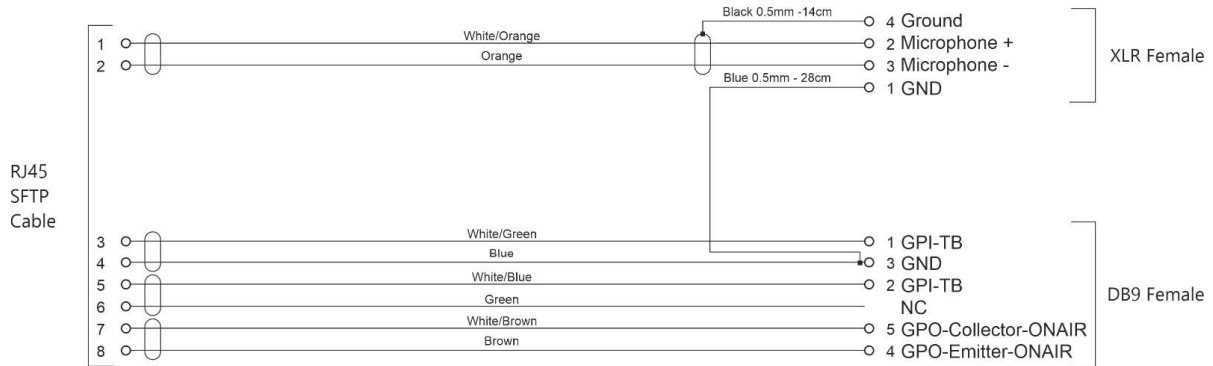 Black 0.5mm -14cm
4 Ground
1 White/Orange 2 Microphone +
2 Orange 3 Microphone -
XLR Female
Blue 0.5mm - 28cm
1 GND
RJ45
SFTP
Cable
3 White/Green 1 GPI-TB
4 Blue 3 GND
5 White/Blue 2 GPI-TB
6 Green NC
7 White/Brown 5 GPO-Collector-ONAIR
8 Brown 4 GPO-Emitter-ONAIR
DB9 Female